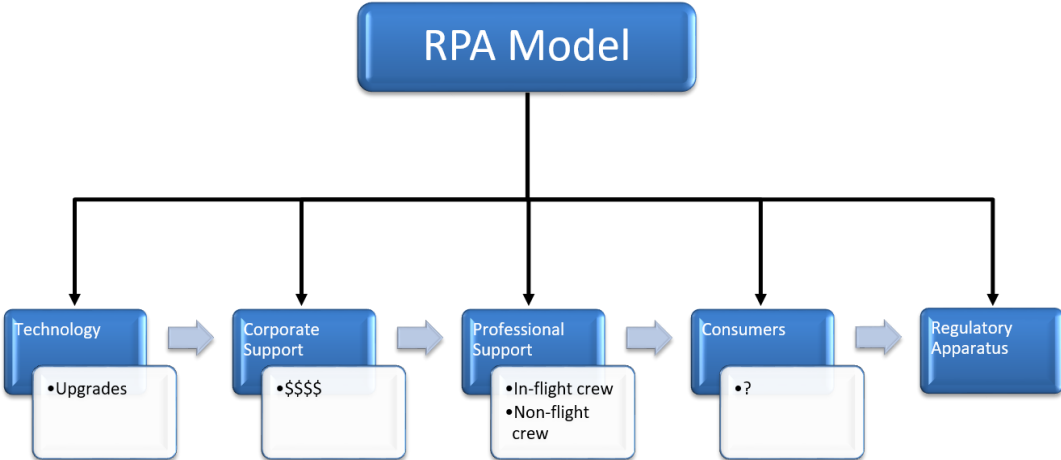 RPA Model
Technology
•Upgrades
Corporate
Support
•$$$$
Professional
Support
•In-flight crew
•Non-flight
crew
Consumers
•?
Regulatory
Apparatus